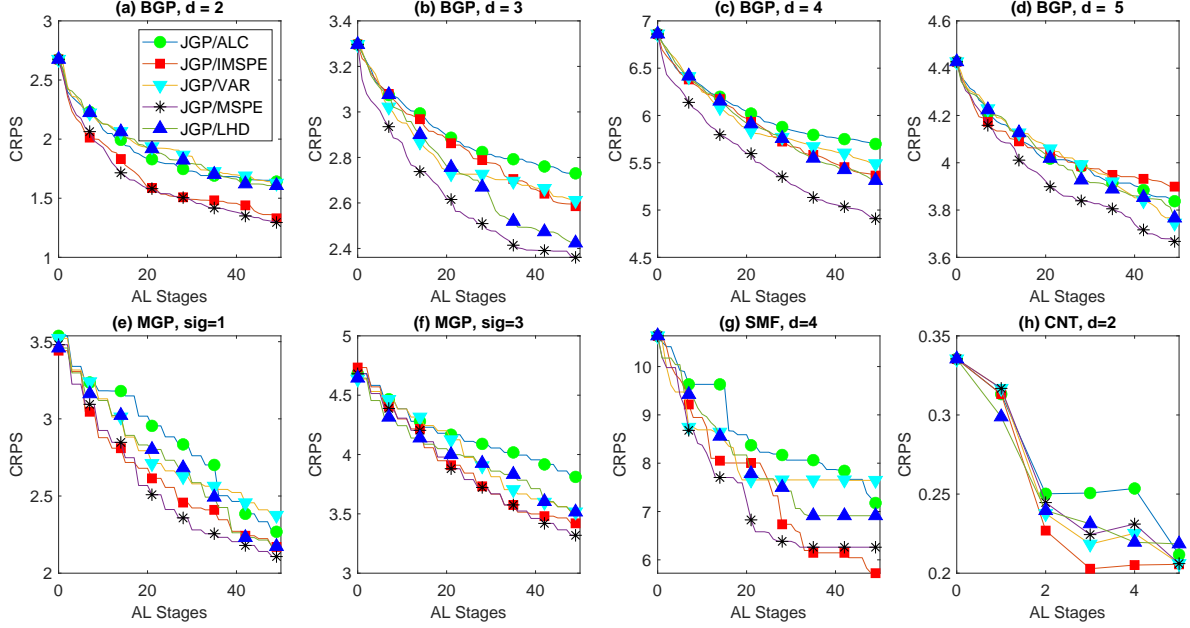 (a) BGP, d = 2
(b) BGP, d = 3
(c) BGP, d = 4
(d) BGP, d = 5
3
2.5
2
1.5
1
CRPS
0 20 40
AL Stages
JGP/ALC
JGP/IMSPE
JGP/VAR
JGP/MSPE
JGP/LHD
3.4
3.2
3
2.8
2.6
2.4
CRPS
0 20 40
AL Stages
7
6.5
6
5.5
5
4.5
CRPS
0 20 40
AL Stages
4.6
4.4
4.2
4
3.8
3.6
CRPS
0 20 40
AL Stages
(e) MGP, sig=1
(f) MGP, sig=3
(g) SMF, d=4
(h) CNT, d=2
3.5
3
2.5
2
CRPS
0 20 40
AL Stages
5
4.5
4
3.5
3
CRPS
0 20 40
AL Stages
10
9
8
7
6
CRPS
0 20 40
AL Stages
0.35
0.3
0.25
0.2
CRPS
0 2 4
AL Stages